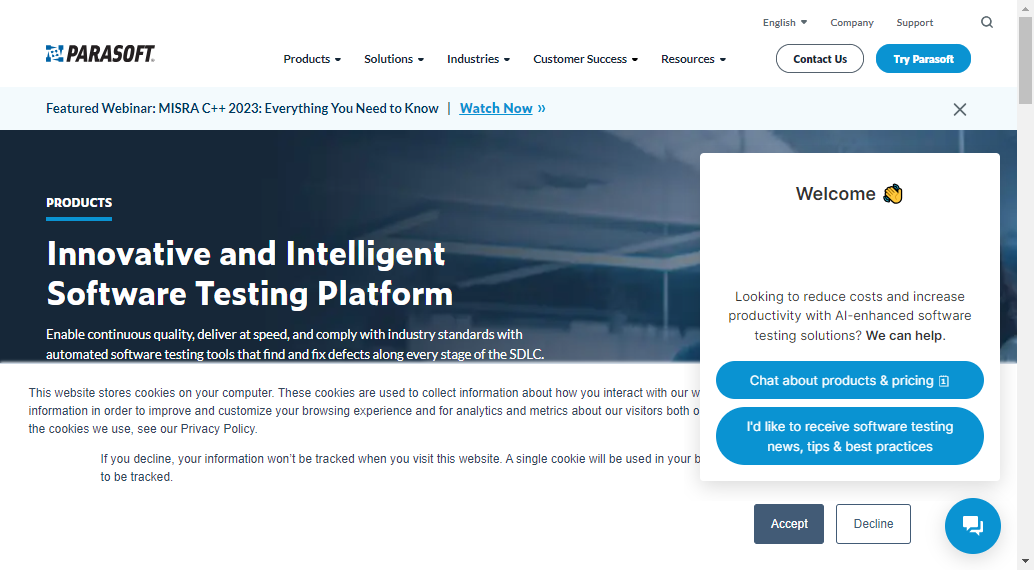 English
Company
Support
PARASOFT
Products
Solutions
Industries
Customer Success
Resources
Contact Us
Try Parasoft
Featured Webinar: MISRA C++ 2023: Everything You Need to Know | Watch Now »
PRODUCTS
Innovative and Intelligent
Software Testing Platform
Enable continuous quality, deliver at speed, and comply with industry standards with
automated software testing tools that find and fix defects along every stage of the SDLC.
Welcome 👋
Looking to reduce costs and increase
productivity with AI-enhanced software
testing solutions? We can help.
Chat about products & pricing
I'd like to receive software testing
news, tips & best practices
This website stores cookies on your computer. These cookies are used to collect information about how you interact with our w
information in order to improve and customize your browsing experience and for analytics and metrics about our visitors both o
the cookies we use, see our Privacy Policy.
If you decline, your information won't be tracked when you visit this website. A single cookie will be used in your b
to be tracked.
Accept
Decline